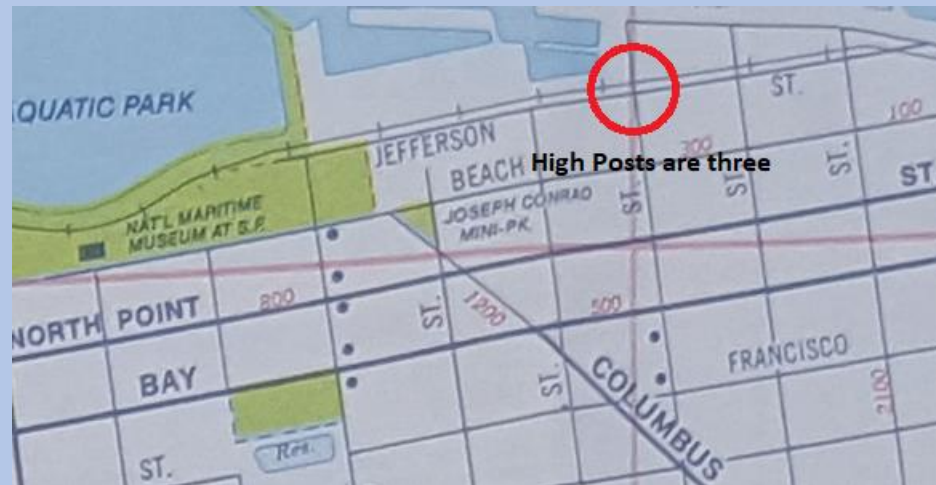 AQUATIC PARK
ST.
100
JEFFERSON
300
BEACH
High Posts are three
ST.
ST.
ST.
ST
JOSEPH CONRAD
MINI-PK.
NAT'L MARITIME
MUSEUM AT S.F.
800
1200
500
ST.
NORTH POINT
BAY
COLUMBUS
FRANCISCO
ST.
2100
Res.
ST.